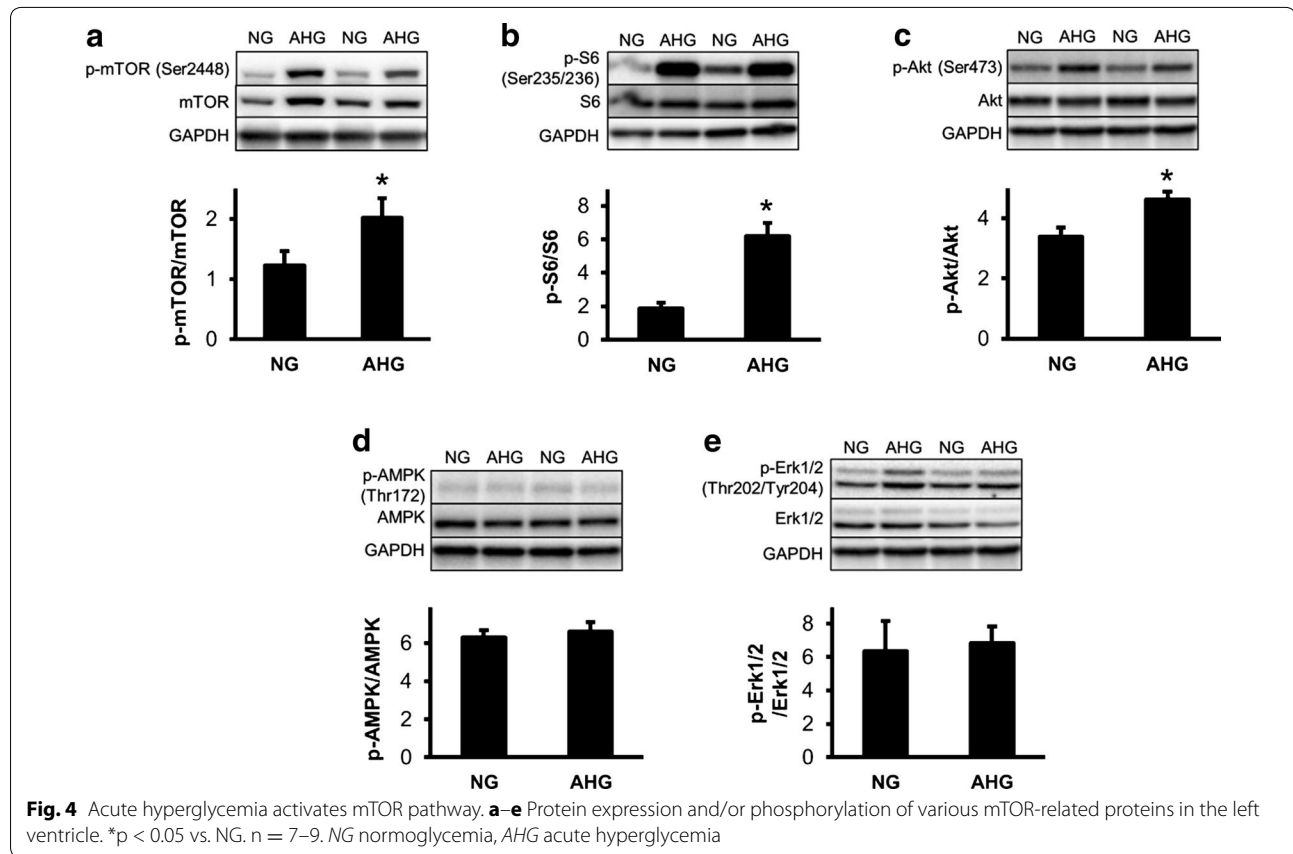 a
NG AHG NG AHG
p-mTOR (Ser2448)
mTOR
GAPDH
*
p-mTOR/mTOR
2
1
0
NG AHG
b
NG AHG NG AHG
p-S6
(Ser235/236)
S6
GAPDH
*
p-S6/S6
8
6
4
2
0
NG AHG
c
NG AHG NG AHG
p-Akt (Ser473)
Akt
GAPDH
*
p-Akt/Akt
4
2
0
NG AHG
d
NG AHG NG AHG
p-AMPK
(Thr172)
AMPK
GAPDH
p-AMPK/AMPK
6
4
2
0
NG AHG
e
NG AHG NG AHG
p-Erk1/2
(Thr202/Tyr204)
Erk1/2
GAPDH
p-Erk1/2
/Erk1/2
8
6
4
2
0
NG AHG
Fig. 4 Acute hyperglycemia activates mTOR pathway. a–e Protein expression and/or phosphorylation of various mTOR-related proteins in the left
ventricle. *p < 0.05 vs. NG. n = 7–9. NG normoglycemia, AHG acute hyperglycemia